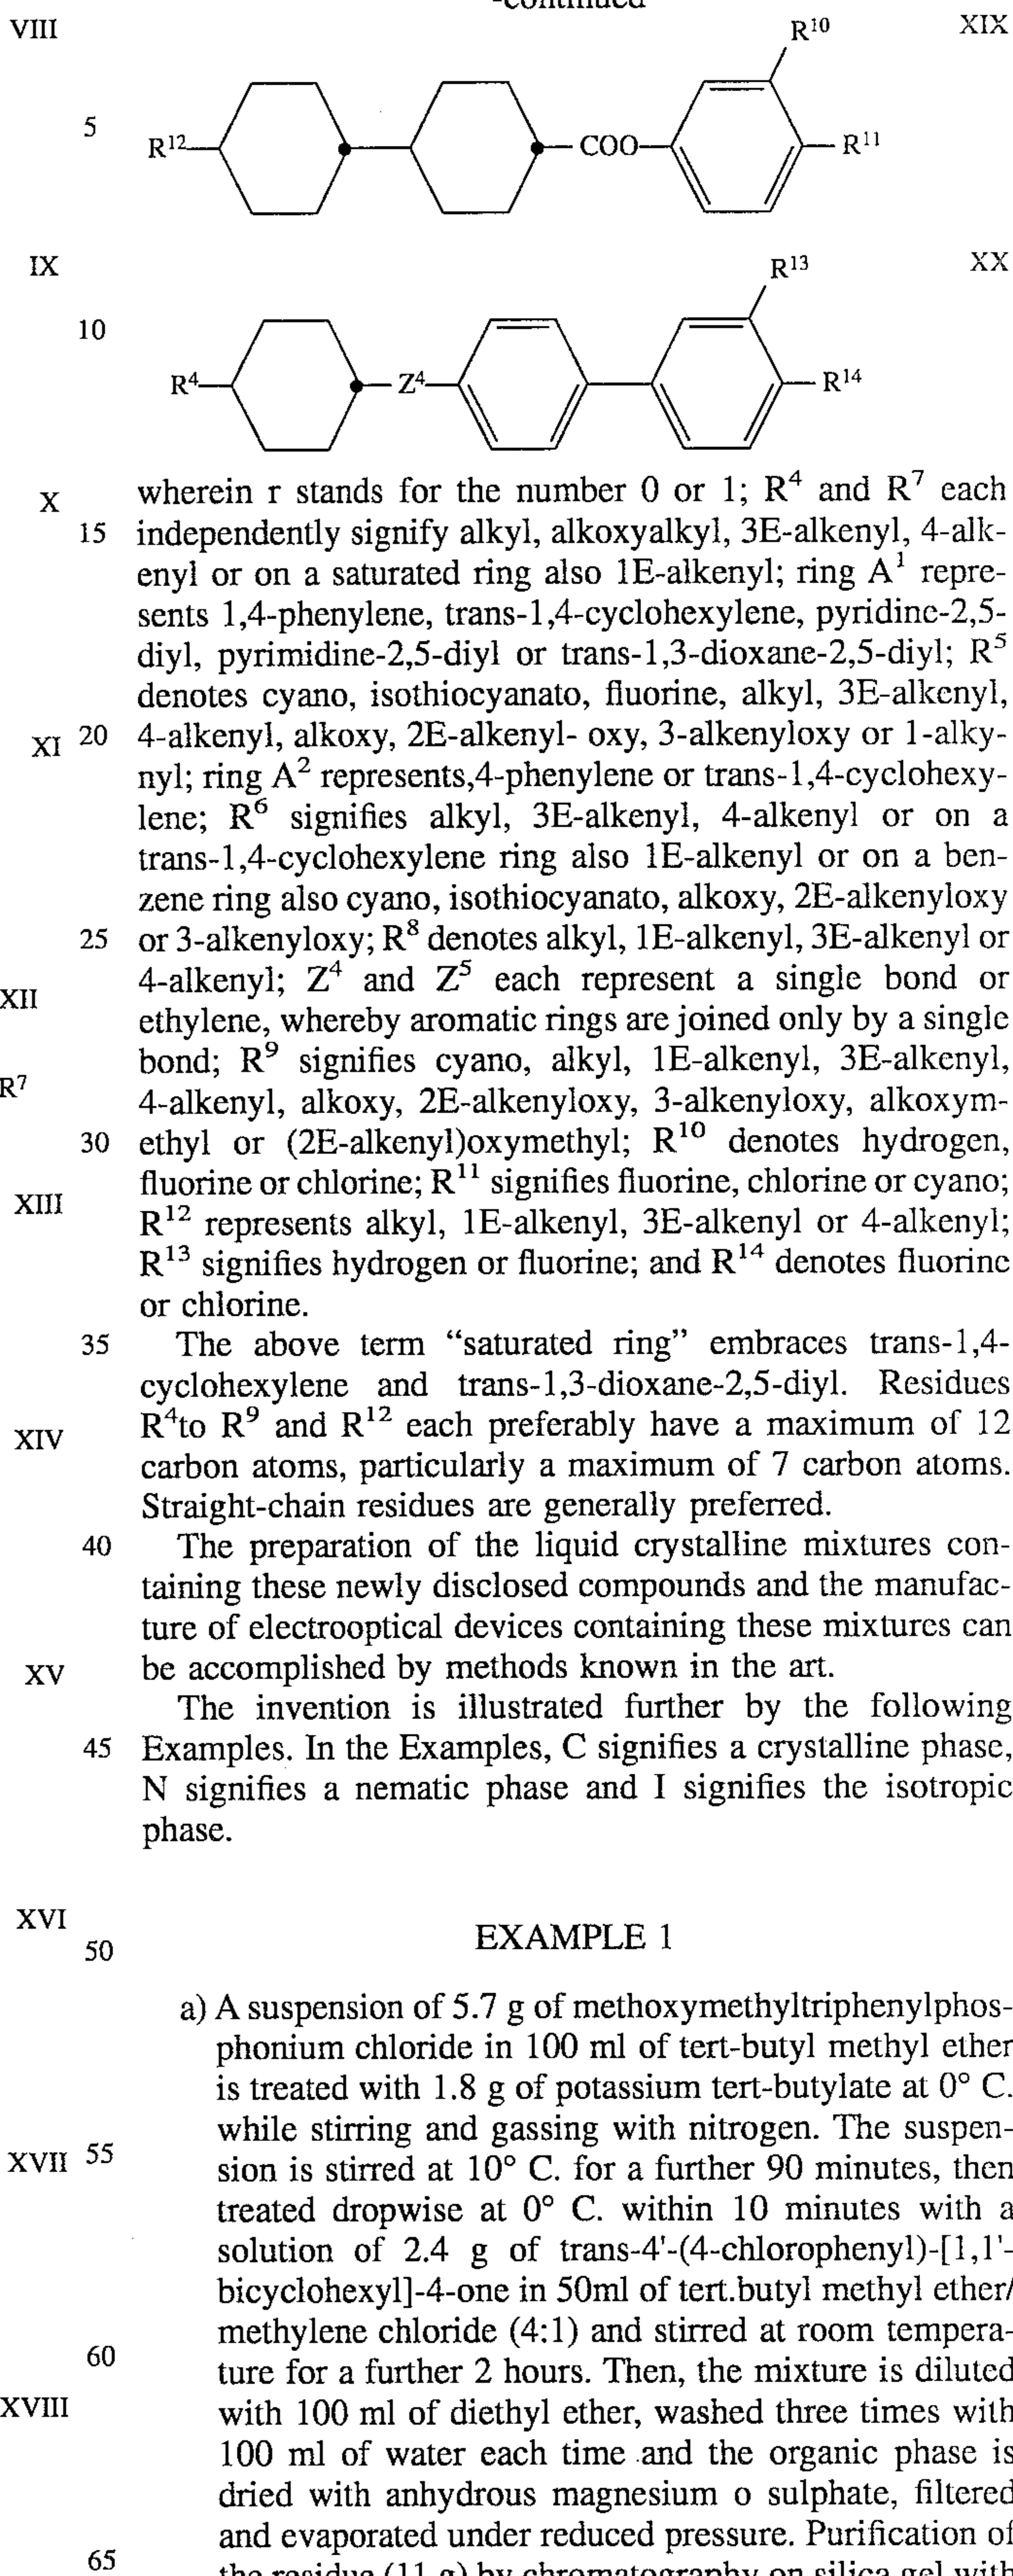 -continued
VIII
XIX
R10
5
R12
COO
R11
IX
XX
R13
10
R4
Z4
R14
X
wherein r stands for the number 0 or 1; R4 and R7 each
15 independently signify alkyl, alkoxyalkyl, 3E-alkenyl, 4-alk-
enyl or on a saturated ring also 1E-alkenyl; ring A1 repre-
sents 1,4-phenylene, trans-1,4-cyclohexylene, pyridine-2,5-
diyl, pyrimidine-2,5-diyl or trans-1,3-dioxane-2,5-diyl; R5
denotes cyano, isothiocyanato, fluorine, alkyl, 3E-alkenyl,
XI 20 4-alkenyl, alkoxy, 2E-alkenyl- oxy, 3-alkenyloxy or 1-alky-
nyl; ring A2 represents,4-phenylene or trans-1,4-cyclohexy-
lene; R6 signifies alkyl, 3E-alkenyl, 4-alkenyl or on a
trans-1,4-cyclohexylene ring also 1E-alkenyl or on a ben-
zene ring also cyano, isothiocyanato, alkoxy, 2E-alkenyloxy
25 or 3-alkenyloxy; R8 denotes alkyl, 1E-alkenyl, 3E-alkenyl or
4-alkenyl; Z4 and Z5 each represent a single bond or
XII
ethylene, whereby aromatic rings are joined only by a single
bond; R9 signifies cyano, alkyl, 1E-alkenyl, 3E-alkenyl,
R7
4-alkenyl, alkoxy, 2E-alkenyloxy, 3-alkenyloxy, alkoxym-
30 ethyl or (2E-alkenyl)oxymethyl; R10 denotes hydrogen,
fluorine or chlorine; R11 signifies fluorine, chlorine or cyano;
XIII
R12 represents alkyl, 1E-alkenyl, 3E-alkenyl or 4-alkenyl;
R13 signifies hydrogen or fluorine; and R14 denotes fluorine
or chlorine.
35 The above term “saturated ring” embraces trans-1,4-
cyclohexylene and trans-1,3-dioxane-2,5-diyl. Residues
R4to R9 and R12 each preferably have a maximum of 12
XIV
carbon atoms, particularly a maximum of 7 carbon atoms.
Straight-chain residues are generally preferred.
40 The preparation of the liquid crystalline mixtures con-
taining these newly disclosed compounds and the manufac-
ture of electrooptical devices containing these mixtures can
XV be accomplished by methods known in the art.
The invention is illustrated further by the following
45 Examples. In the Examples, C signifies a crystalline phase,
N signifies a nematic phase and I signifies the isotropic
phase.
XVI
EXAMPLE 1
50
a) A suspension of 5.7 g of methoxymethyltriphenylphos-
phonium chloride in 100 ml of tert-butyl methyl ether
is treated with 1.8 g of potassium tert-butylate at 0° C.
while stirring and gassing with nitrogen. The suspen-
XVII 55 sion is stirred at 10° C. for a further 90 minutes, then
treated dropwise at 0° C. within 10 minutes with a
solution of 2.4 g of trans-4'-(4-chlorophenyl)-[1,1'-
bicyclohexyl]-4-one in 50ml of tert.butyl methyl ether/
methylene chloride (4:1) and stirred at room tempera-
60 ture for a further 2 hours. Then, the mixture is diluted
XVIII with 100 ml of diethyl ether, washed three times with
100 ml of water each time and the organic phase is
dried with anhydrous magnesium o sulphate, filtered
and evaporated under reduced pressure. Purification of
65 the residue (11 g) by chromatography on silica gel with